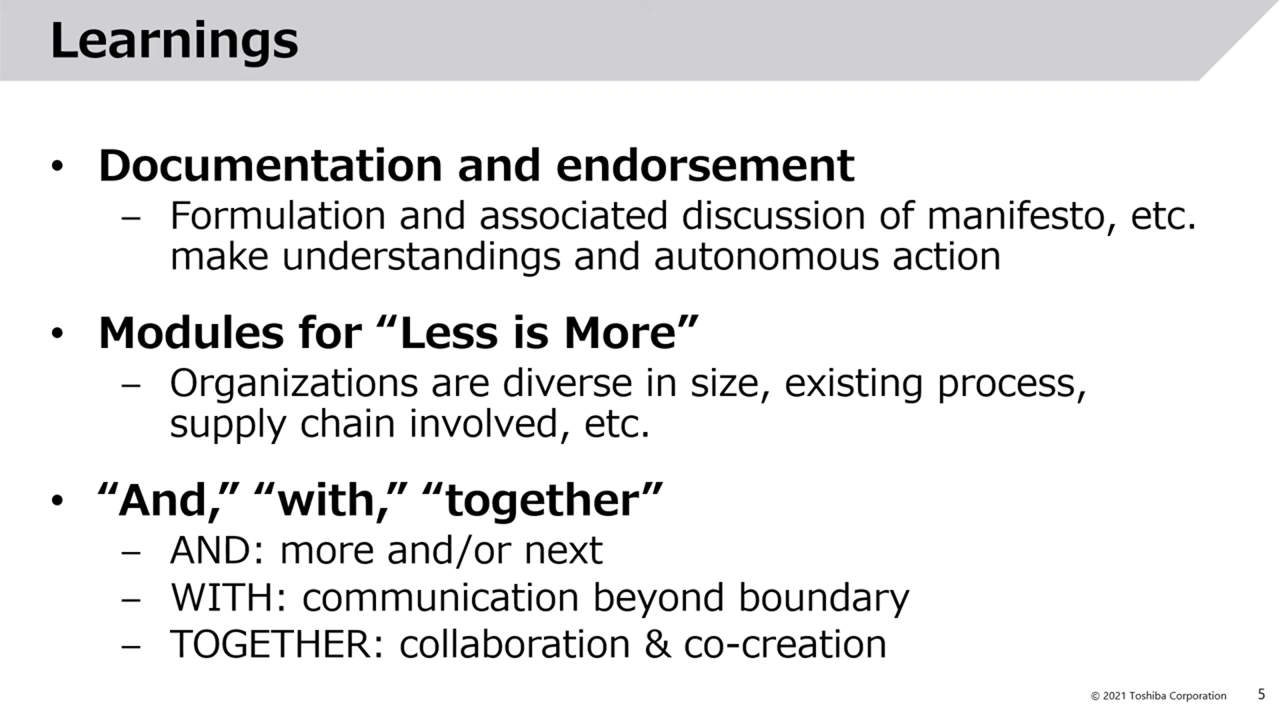 Learnings
• Documentation and endorsement
– Formulation and associated discussion of manifesto, etc.
make understandings and autonomous action
• Modules for “Less is More”
– Organizations are diverse in size, existing process,
supply chain involved, etc.
• “And,” “with,” “together”
– AND: more and/or next
– WITH: communication beyond boundary
– TOGETHER: collaboration & co-creation
© 2021 Toshiba Corporation 5